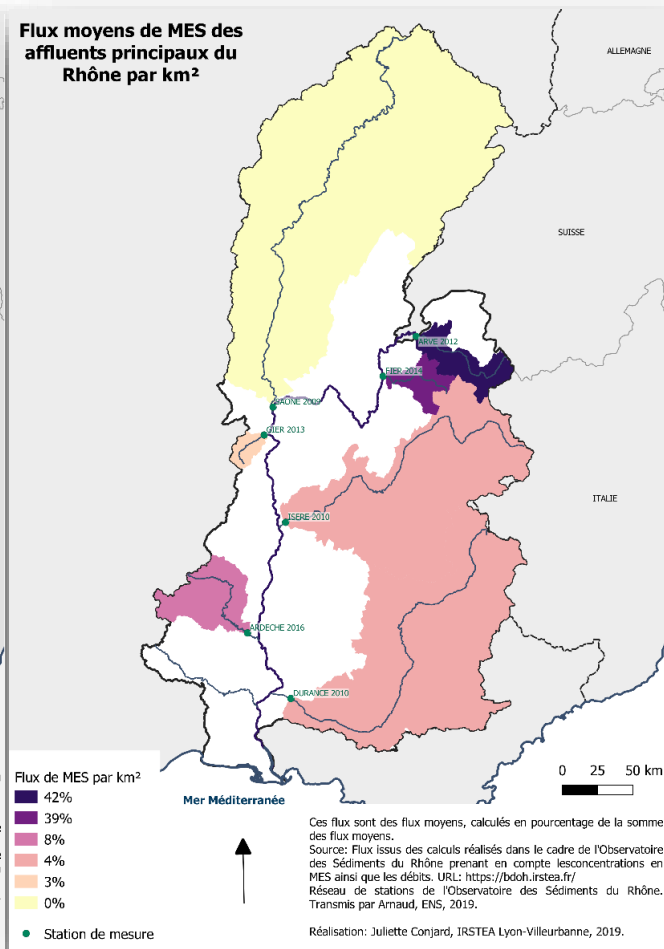 Flux moyens de MES des
affluents principaux du
Rhône par km²
ALLEMAGNE
SUISSE
ARVE 2012
FIER 2014
SAÔNE 2009
GIER 2013
ITALIE
ISERE 2010
ARDECHE 2016
DURANCE 2010
0 25 50 km
Mer Méditerranée
Flux de MES par km²
42%
39%
8%
4%
3%
0%
Station de mesure
Ces flux sont des flux moyens, calculés en pourcentage de la somme
des flux moyens.
Source: Flux issus des calculs réalisés dans le cadre de l'Observatoire
des Sédiments du Rhône prenant en compte lesconcentrations en
MES ainsi que les débits. URL: https://bdoh.irstea.fr/
Réseau de stations de l'Observatoire des Sédiments du Rhône.
Transmis par Arnaud, ENS, 2019.
Réalisation: Juliette Conjard, IRSTEA Lyon-Villeurbanne, 2019.